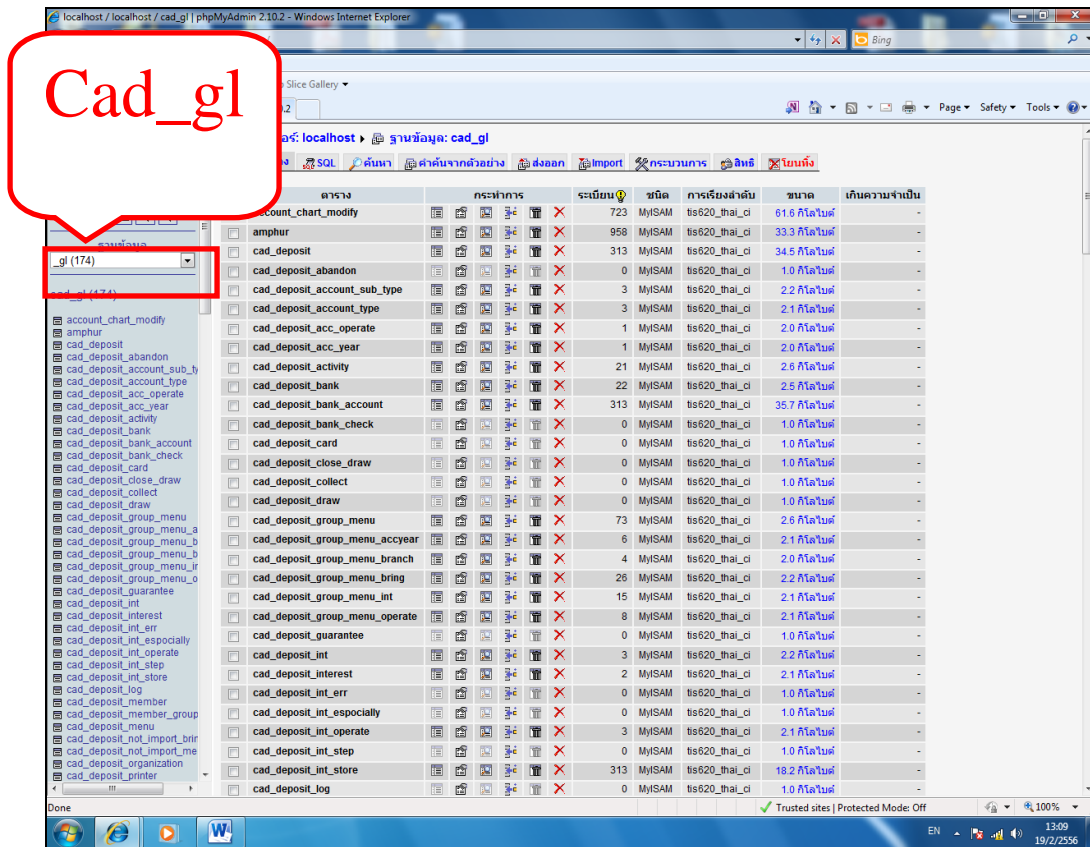 localhost / localhost / cad_gl | phpMyAdmin 2.10.2 - Windows Internet Explorer
Bing
Cad_gl
Slice Gallery
Page Safety Tools
localhost ▸ ฐานข้อมูล: cad_gl
SQL ค้นหา คำค้นจากตัวอย่าง ส่งออก Import กระบวนการ สิทธิ โยนทิ้ง
ตาราง กระทำการ ระเบียน ชนิด การเรียงลำดับ ขนาด เกินความจำเป็น
account_chart_modify 723 MyISAM tis620_thai_ci 61.6 กิโลไบต์ -
amphur 958 MyISAM tis620_thai_ci 33.3 กิโลไบต์ -
cad_deposit 313 MyISAM tis620_thai_ci 34.5 กิโลไบต์ -
cad_deposit_abandon 0 MyISAM tis620_thai_ci 1.0 กิโลไบต์ -
cad_deposit_account_sub_type 3 MyISAM tis620_thai_ci 2.2 กิโลไบต์ -
cad_deposit_account_type 3 MyISAM tis620_thai_ci 2.1 กิโลไบต์ -
cad_deposit_acc_operate 1 MyISAM tis620_thai_ci 2.0 กิโลไบต์ -
cad_deposit_acc_year 1 MyISAM tis620_thai_ci 2.0 กิโลไบต์ -
cad_deposit_activity 21 MyISAM tis620_thai_ci 2.6 กิโลไบต์ -
cad_deposit_bank 22 MyISAM tis620_thai_ci 2.5 กิโลไบต์ -
cad_deposit_bank_account 313 MyISAM tis620_thai_ci 35.7 กิโลไบต์ -
cad_deposit_bank_check 0 MyISAM tis620_thai_ci 1.0 กิโลไบต์ -
cad_deposit_card 0 MyISAM tis620_thai_ci 1.0 กิโลไบต์ -
cad_deposit_close_draw 0 MyISAM tis620_thai_ci 1.0 กิโลไบต์ -
cad_deposit_collect 0 MyISAM tis620_thai_ci 1.0 กิโลไบต์ -
cad_deposit_draw 0 MyISAM tis620_thai_ci 1.0 กิโลไบต์ -
cad_deposit_group_menu 73 MyISAM tis620_thai_ci 2.6 กิโลไบต์ -
cad_deposit_group_menu_accyear 6 MyISAM tis620_thai_ci 2.1 กิโลไบต์ -
cad_deposit_group_menu_branch 4 MyISAM tis620_thai_ci 2.0 กิโลไบต์ -
cad_deposit_group_menu_bring 26 MyISAM tis620_thai_ci 2.2 กิโลไบต์ -
cad_deposit_group_menu_int 15 MyISAM tis620_thai_ci 2.1 กิโลไบต์ -
cad_deposit_group_menu_operate 8 MyISAM tis620_thai_ci 2.1 กิโลไบต์ -
cad_deposit_guarantee 0 MyISAM tis620_thai_ci 1.0 กิโลไบต์ -
cad_deposit_int 3 MyISAM tis620_thai_ci 2.2 กิโลไบต์ -
cad_deposit_interest 2 MyISAM tis620_thai_ci 2.1 กิโลไบต์ -
cad_deposit_int_err 0 MyISAM tis620_thai_ci 1.0 กิโลไบต์ -
cad_deposit_int_espocially 0 MyISAM tis620_thai_ci 1.0 กิโลไบต์ -
cad_deposit_int_operate 3 MyISAM tis620_thai_ci 2.1 กิโลไบต์ -
cad_deposit_int_step 0 MyISAM tis620_thai_ci 1.0 กิโลไบต์ -
cad_deposit_int_store 313 MyISAM tis620_thai_ci 18.2 กิโลไบต์ -
cad_deposit_log 0 MyISAM tis620_thai_ci 1.0 กิโลไบต์ -
ฐานข้อมูล
_gl (174)
cad_gl (174)
account_chart_modify
amphur
cad_deposit
cad_deposit_abandon
cad_deposit_account_sub_ty
cad_deposit_account_type
cad_deposit_acc_operate
cad_deposit_acc_year
cad_deposit_activity
cad_deposit_bank
cad_deposit_bank_account
cad_deposit_bank_check
cad_deposit_card
cad_deposit_close_draw
cad_deposit_collect
cad_deposit_draw
cad_deposit_group_menu
cad_deposit_group_menu_a
cad_deposit_group_menu_b
cad_deposit_group_menu_b
cad_deposit_group_menu_ir
cad_deposit_group_menu_o
cad_deposit_guarantee
cad_deposit_int
cad_deposit_interest
cad_deposit_int_err
cad_deposit_int_espocially
cad_deposit_int_operate
cad_deposit_int_step
cad_deposit_int_store
cad_deposit_log
cad_deposit_member
cad_deposit_member_group
cad_deposit_menu
cad_deposit_not_import_brir
cad_deposit_not_import_me
cad_deposit_organization
cad_deposit_printer
Done
Trusted sites | Protected Mode: Off
100%
EN
13:09
19/2/2556